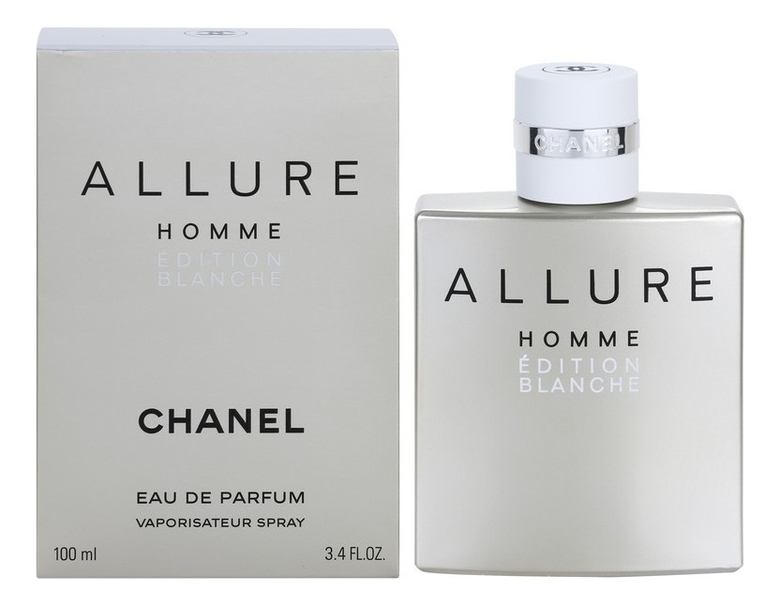 ALLURE
HOMME
ÉDITION
BLANCHE
CHANEL
EAU DE PARFUM
VAPORISATEUR SPRAY
100 ml 3.4 FL.OZ.
CHANEL
ALLURE
HOMME
ÉDITION
BLANCHE